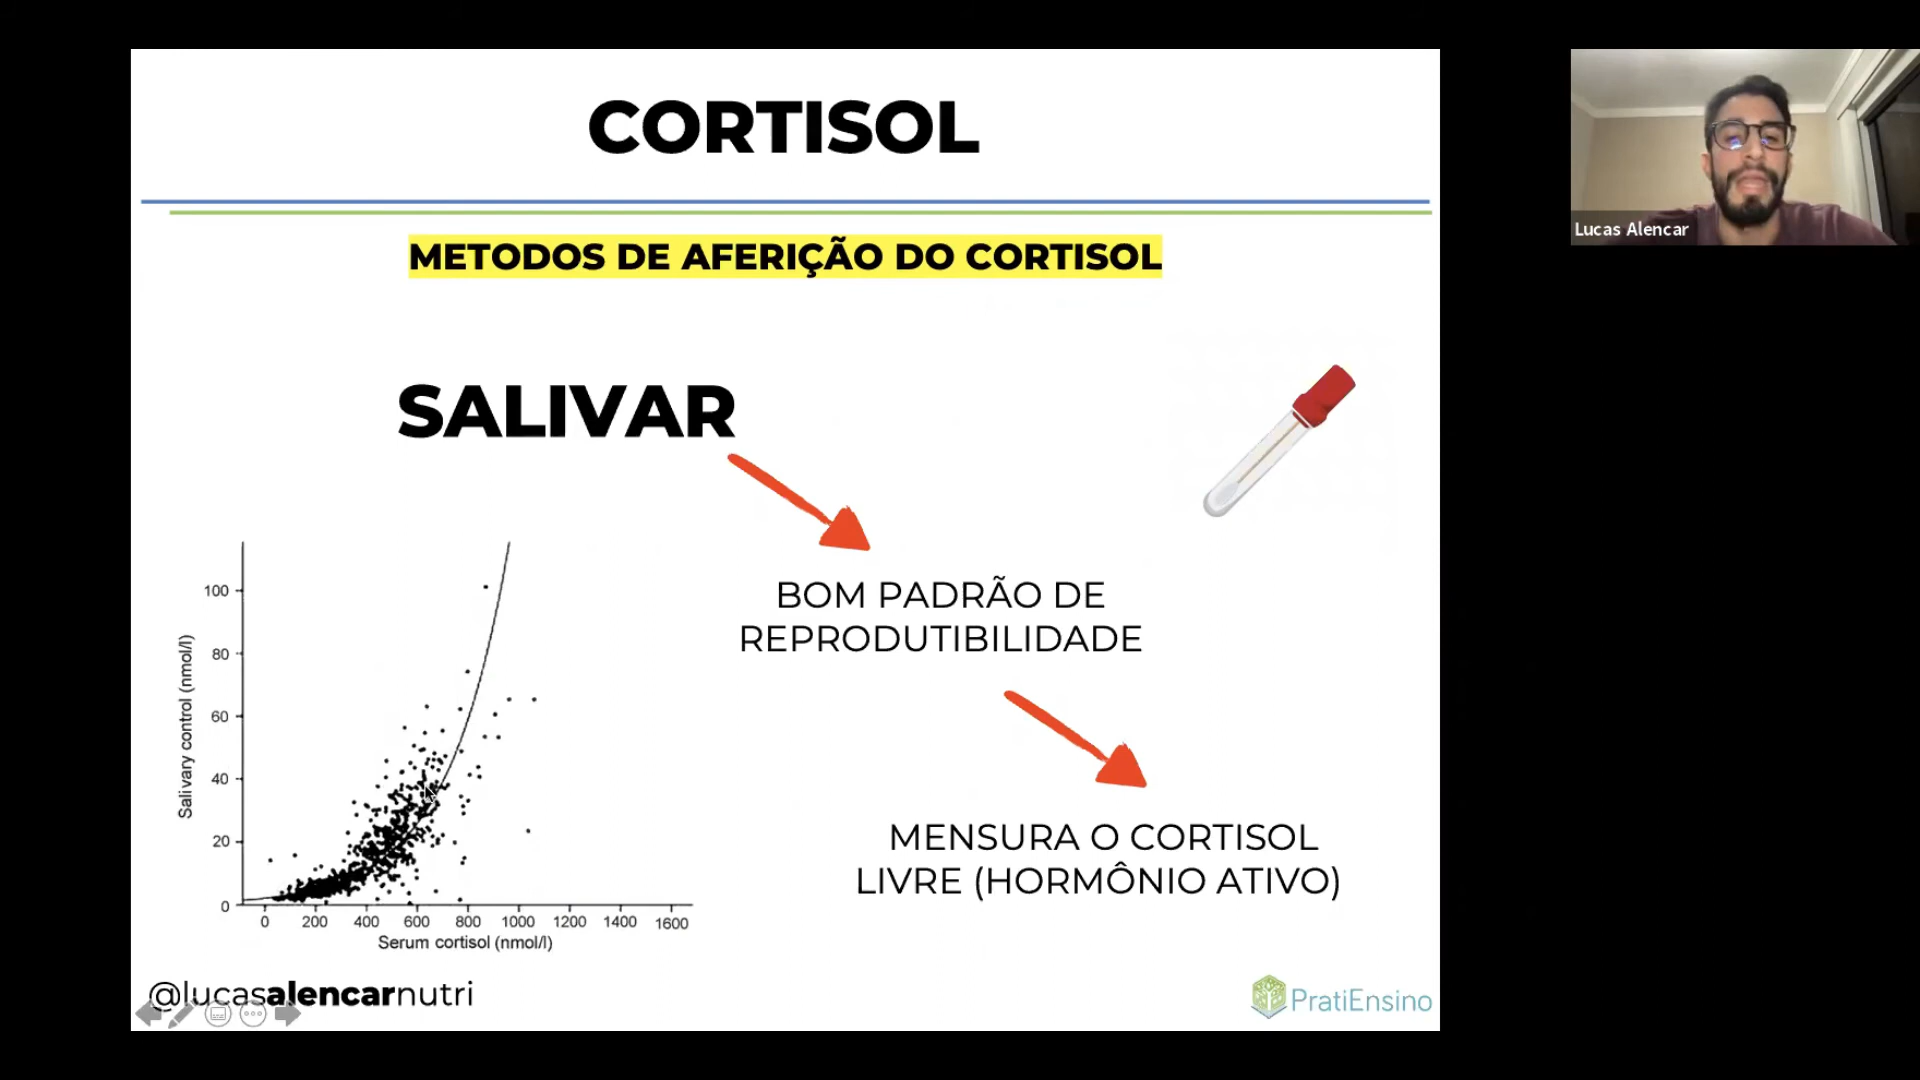 CORTISOL
METODOS DE AFERIÇÃO DO CORTISOL
SALIVAR
BOM PADRÃO DE
REPRODUTIBILIDADE
MENSURA O CORTISOL
LIVRE (HORMÔNIO ATIVO)
Salivary control (nmol/l)
100
80
60
40
20
0
0 200 400 600 800 1000 1200 1400 1600
Serum cortisol (nmol/l)
@lucasalencarnutri
PratiEnsino
Lucas Alencar